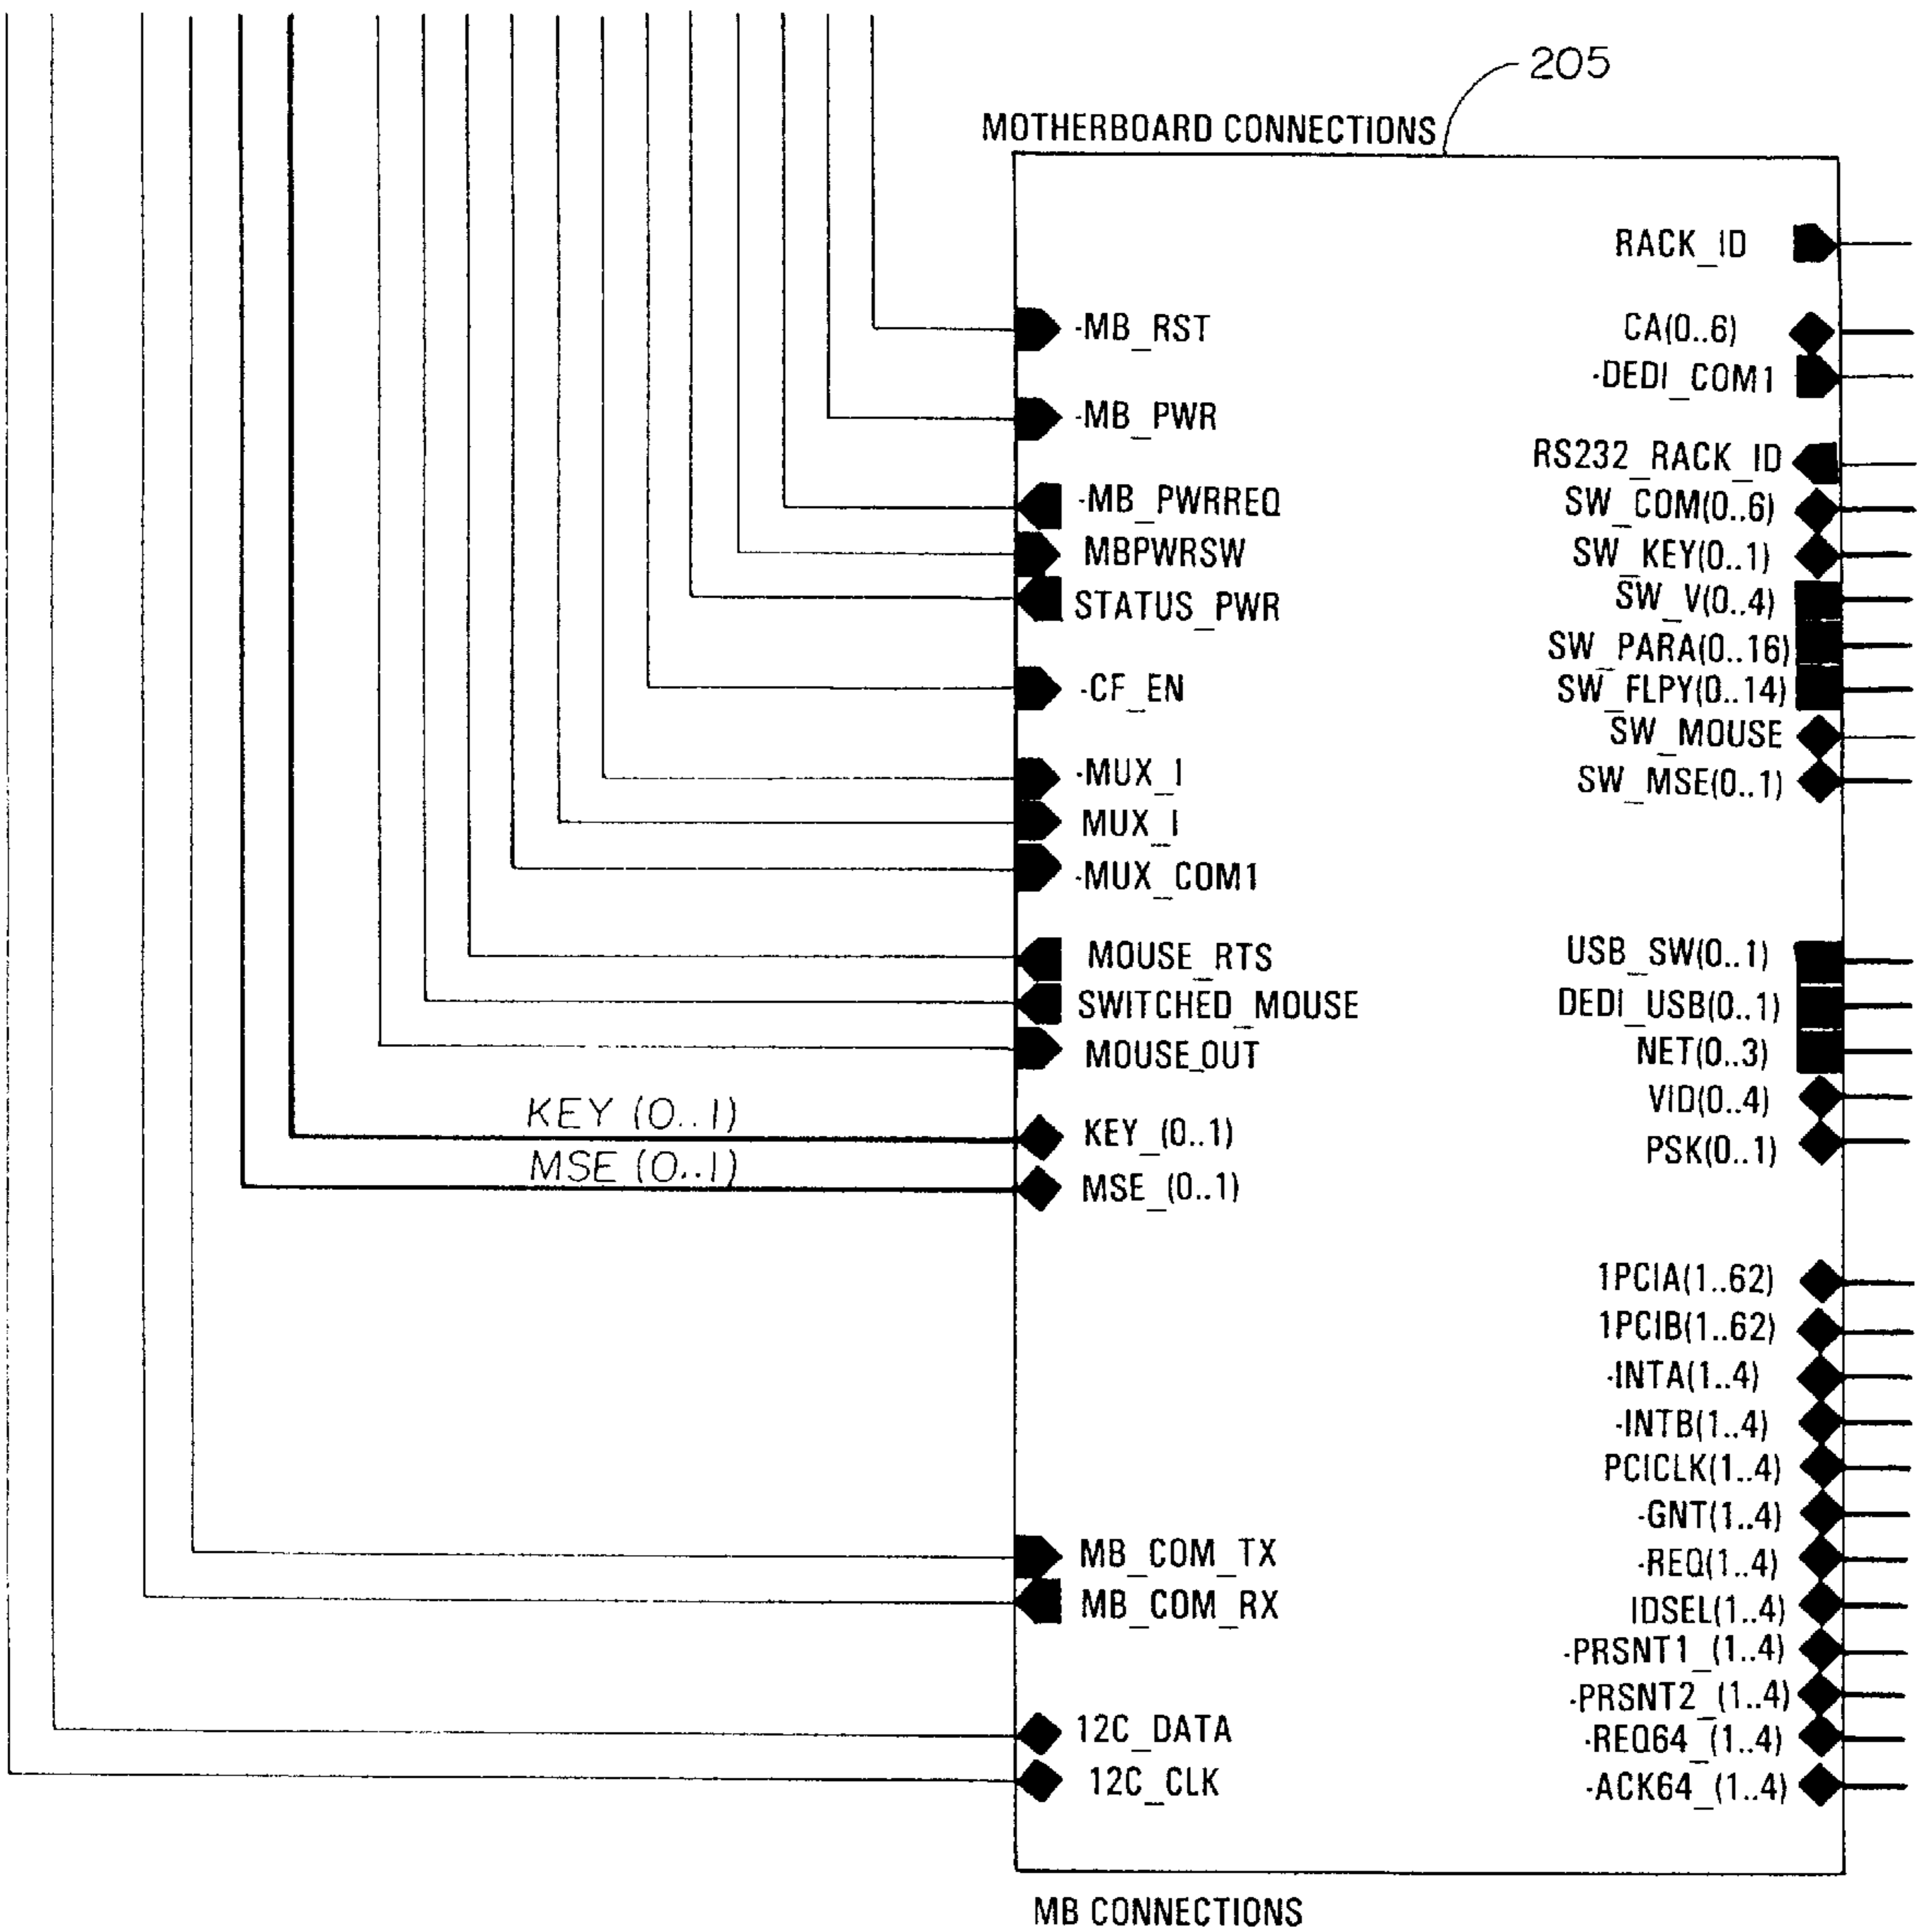 205
MOTHERBOARD CONNECTIONS
RACK_ID
-MB_RST
CA(0..6)
-DEDI_COM1
-MB_PWR
RS232_RACK_ID
-MB_PWRREQ
SW_COM(0..6)
MBPWRSW
SW_KEY(0..1)
STATUS_PWR
SW_V(0..4)
SW_PARA(0..16)
-CF_EN
SW_FLPY(0..14)
SW_MOUSE
-MUX_I
SW_MSE(0..1)
MUX_I
-MUX_COM1
MOUSE_RTS
USB_SW(0..1)
SWITCHED_MOUSE
DEDI_USB(0..1)
MOUSE_OUT
NET(0..3)
VID(0..4)
KEY (0..1)
KEY_(0..1)
PSK(0..1)
MSE (0..1)
MSE_(0..1)
1PCIA(1..62)
1PCIB(1..62)
-INTA(1..4)
-INTB(1..4)
PCICLK(1..4)
-GNT(1..4)
MB_COM_TX
-REQ(1..4)
MB_COM_RX
IDSEL(1..4)
-PRSNT1_(1..4)
-PRSNT2_(1..4)
12C_DATA
-REQ64_(1..4)
12C_CLK
-ACK64_(1..4)
MB CONNECTIONS